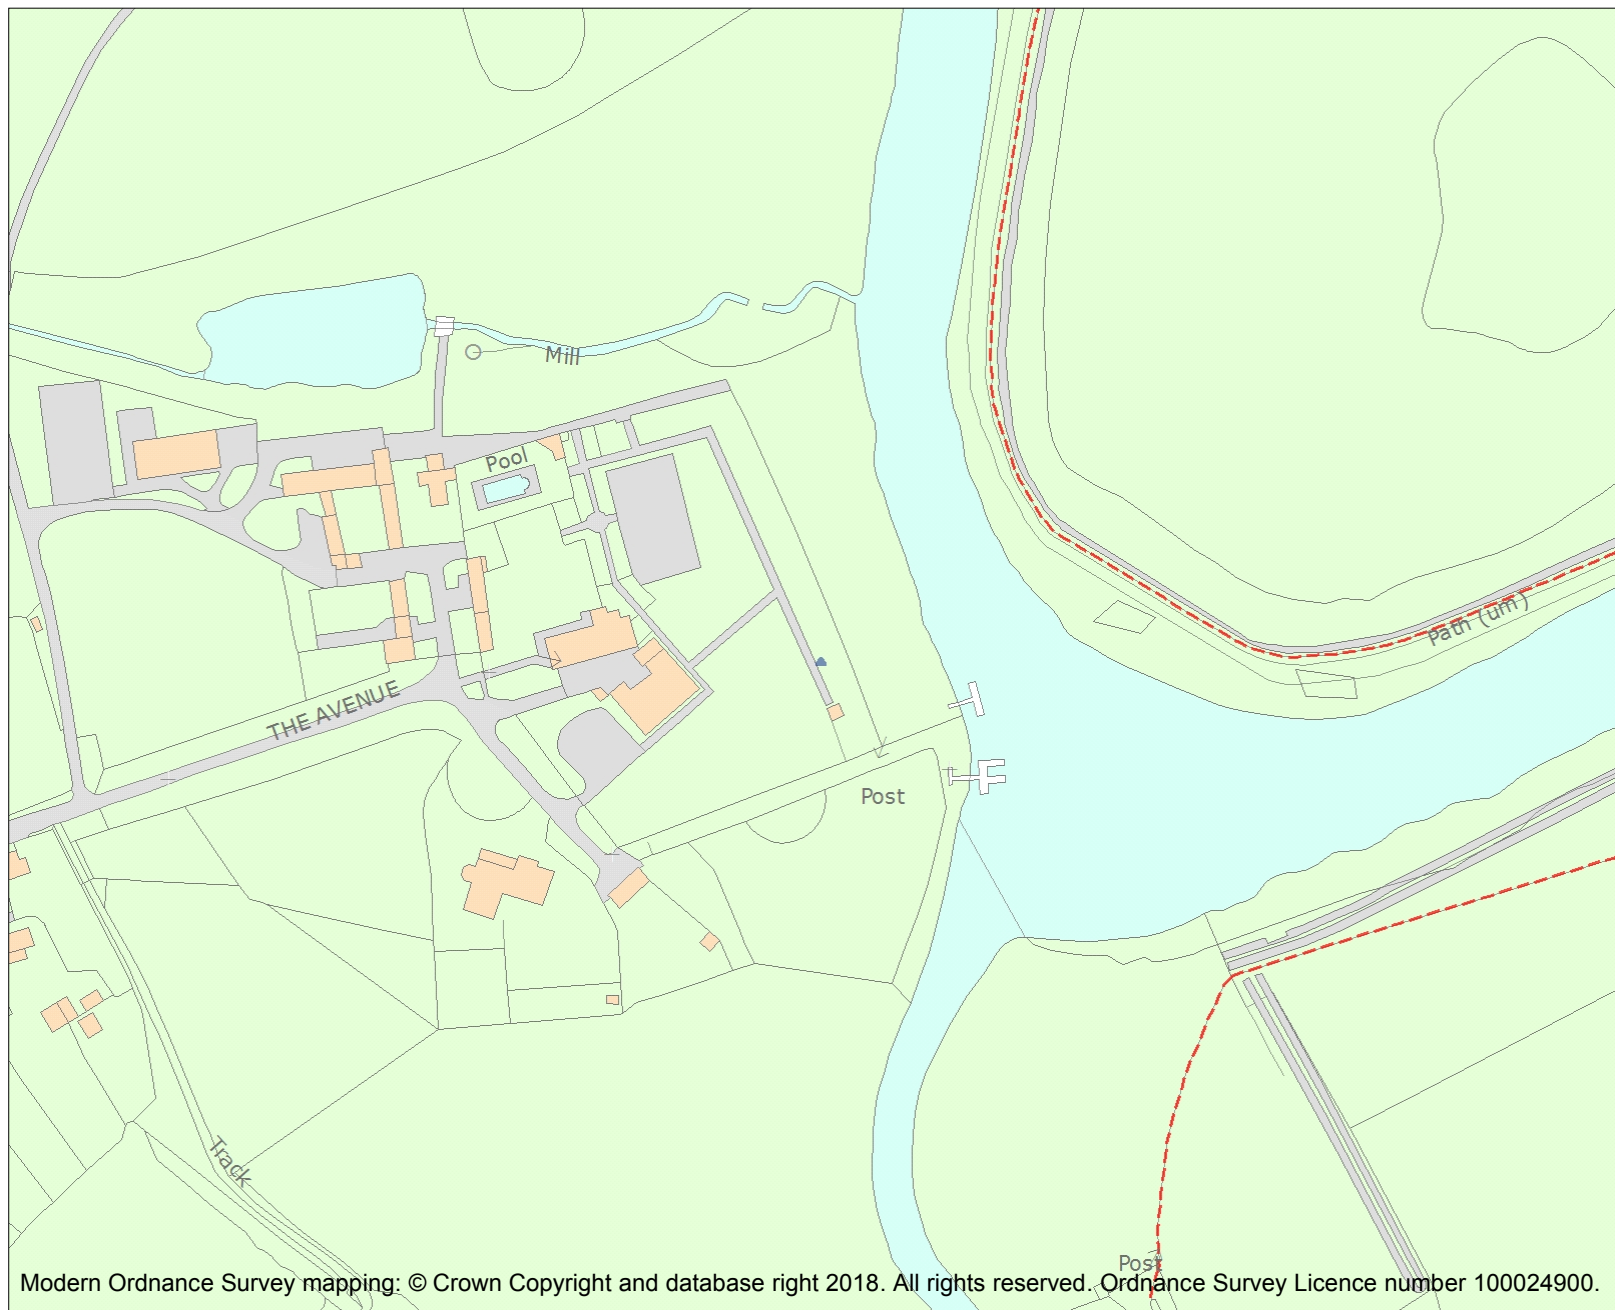 Mill
Pool
Path (um)
THE AVENUE
Post
Track
Post
Modern Ordnance Survey mapping: © Crown Copyright and database right 2018. All rights reserved. Ordnance Survey Licence number 100024900.